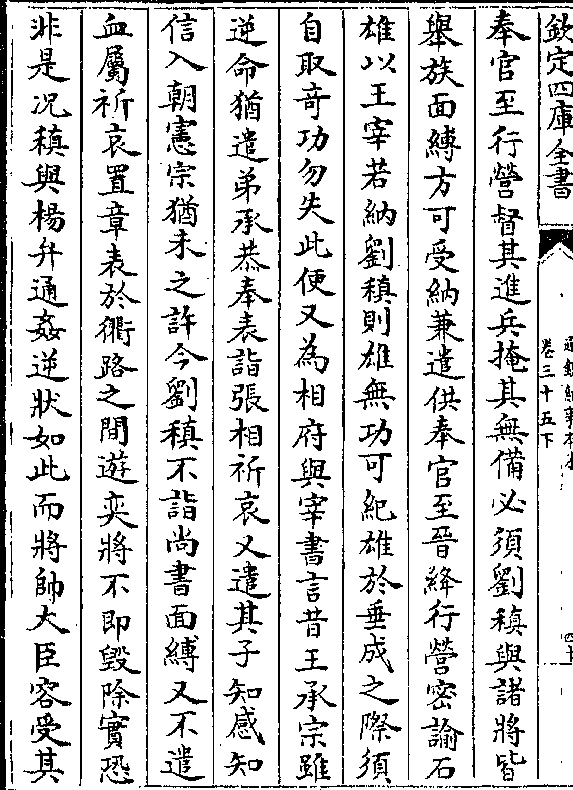 欽定四庫全書
通鑑紀事本末
卷三十五下
四十
奉官至行營督其進兵掩其無備必須劉稹與諸將皆
舉族面縛方可受納兼遣供奉官至晉絳行營密諭石
雄以王宰若納劉稹則雄無功可紀雄於垂成之際須
自取竒功勿失此便又為相府與宰書言昔王承宗雖
逆命猶遣弟承恭奉表詣張相祈哀又遣其子知感知
信入朝憲宗猶未之許今劉稹不詣尚書面縛又不遣
血屬祈哀置章表於衢路之間遊奕將不即毀除實恐
非是况稹與楊弁通姦逆狀如此而將帥大臣容受其